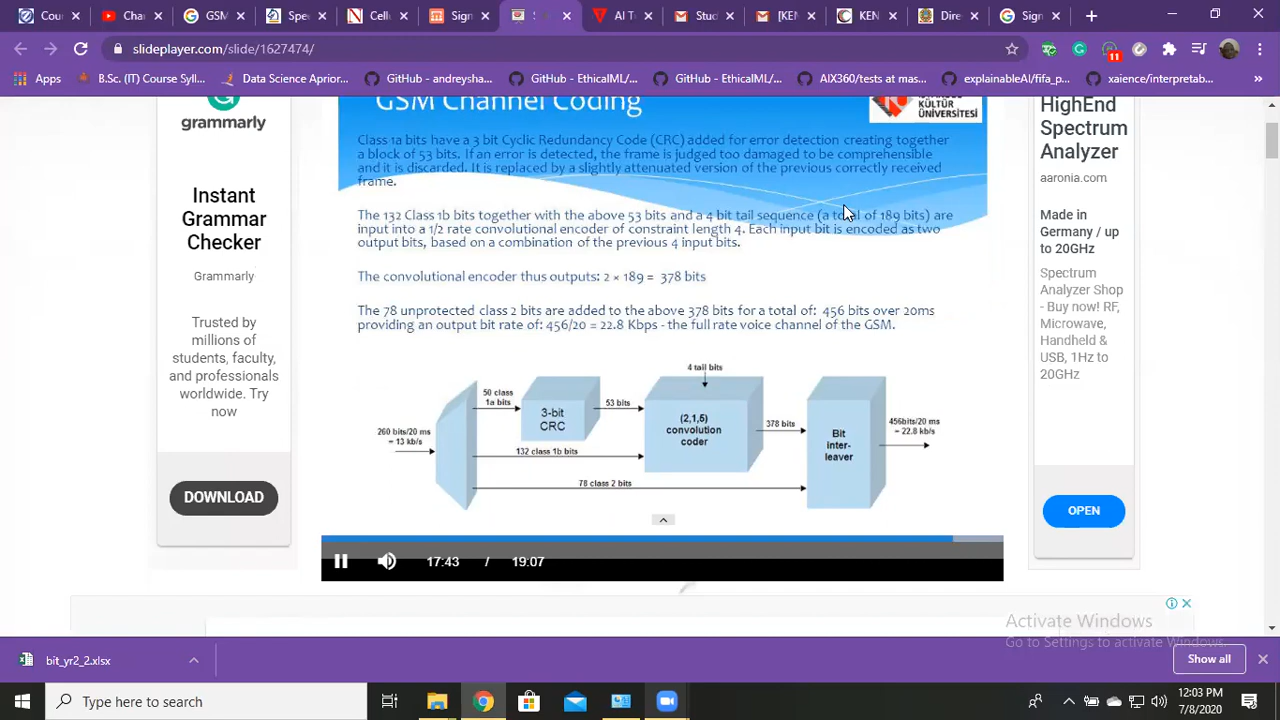 Cou
Char
GSM
Spec
Cellu
Sign
AI To
Stud
[KEN
KEN
Dire
Sign
slideplayer.com/slide/1627474/
11
Apps
B.Sc. (IT) Course Syll...
Data Science Aprior...
GitHub - andreysha...
GitHub - EthicalML/...
GitHub - EthicalML/...
AIX360/tests at mas...
explainableAI/fifa_p...
xaience/interpretab...
»
GSM Channel Coding
KÜLTÜR
ÜNİVERSİTESİ
Class 1a bits have a 3 bit Cyclic Redundancy Code (CRC) added for error detection creating together
a block of 53 bits. If an error is detected, the frame is judged too damaged to be comprehensible
and it is discarded. It is replaced by a slightly attenuated version of the previous correctly received
frame.
The 132 Class 1b bits together with the above 53 bits and a 4 bit tail sequence (a total of 189 bits) are
input into a 1/2 rate convolutional encoder of constraint length 4. Each input bit is encoded as two
output bits, based on a combination of the previous 4 input bits.
The convolutional encoder thus outputs: 2 × 189 = 378 bits
The 78 unprotected class 2 bits are added to the above 378 bits for a total of: 456 bits over 20ms
providing an output bit rate of: 456/20 = 22.8 Kbps - the full rate voice channel of the GSM.
260 bits/20 ms
= 13 kb/s
50 class
1a bits
3-bit
CRC
53 bits
4 tail bits
(2,1,5)
convolution
coder
378 bits
Bit
inter-
leaver
456bits/20 ms
= 22.8 kb/s
132 class 1b bits
78 class 2 bits
17:43 / 19:07
grammarly
Instant
Grammar
Checker
Grammarly
Trusted by
millions of
students, faculty,
and professionals
worldwide. Try
now
DOWNLOAD
HighEnd
Spectrum
Analyzer
aaronia.com
Made in
Germany / up
to 20GHz
Spectrum
Analyzer Shop
- Buy now! RF,
Microwave,
Handheld &
USB, 1Hz to
20GHz
OPEN
Activate Windows
Go to Settings to activate Windows.
bit_yr2_2.xlsx
Show all
Type here to search
12:03 PM
7/8/2020